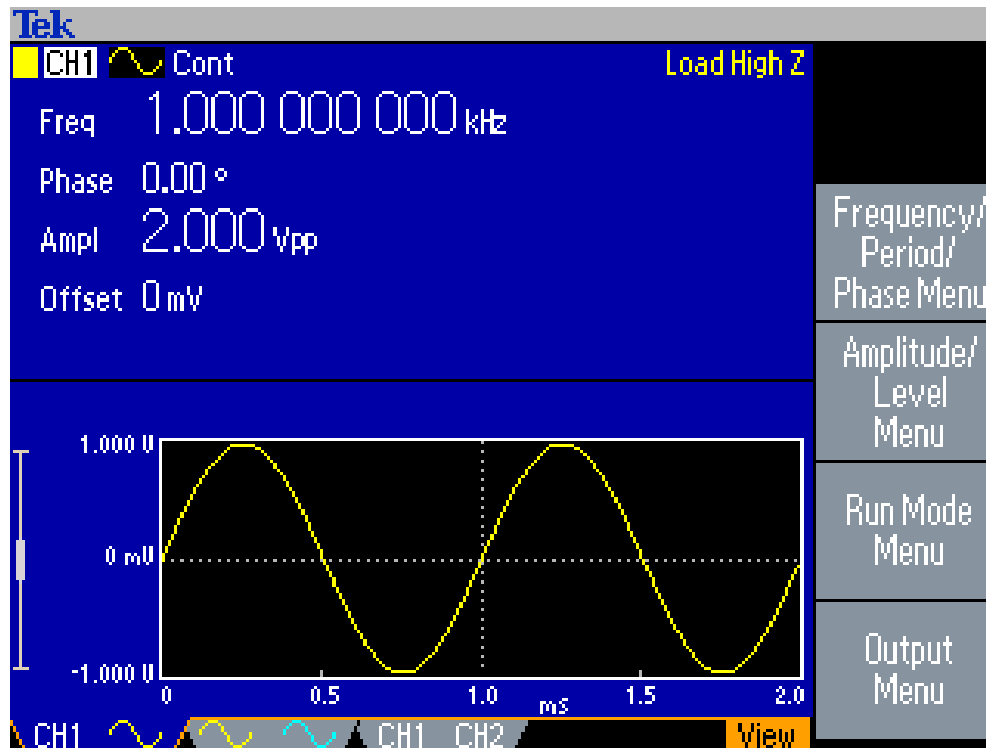 Tek
CH1 Cont Load High Z
Freq 1.000 000 000 kHz
Phase 0.00 °
Ampl 2.000 Vpp
Offset 0 mV
Frequency/
Period/
Phase Menu
Amplitude/
Level
Menu
Run Mode
Menu
Output
Menu
1.000 U
0 mU
-1.000 U
0 0.5 1.0 mS 1.5 2.0
CH1 CH1 CH2 View